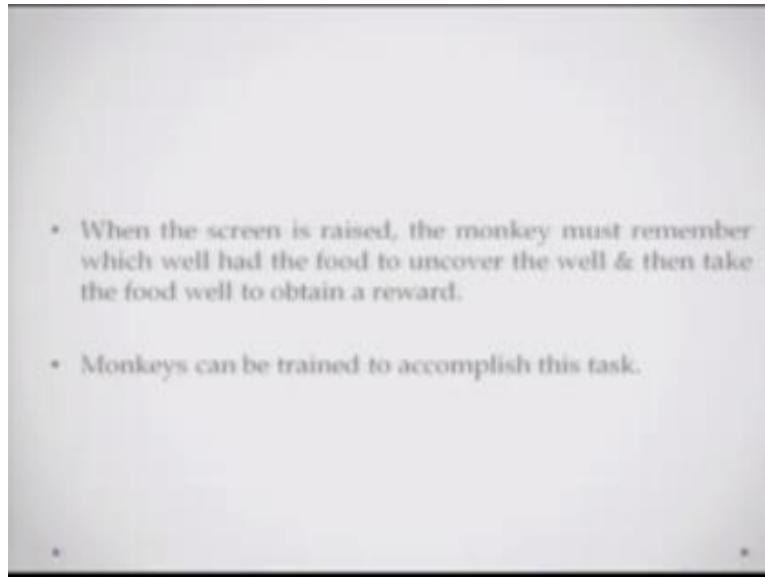 • When the screen is raised, the monkey must remember
which well had the food to uncover the well & then take
the food well to obtain a reward.
• Monkeys can be trained to accomplish this task.